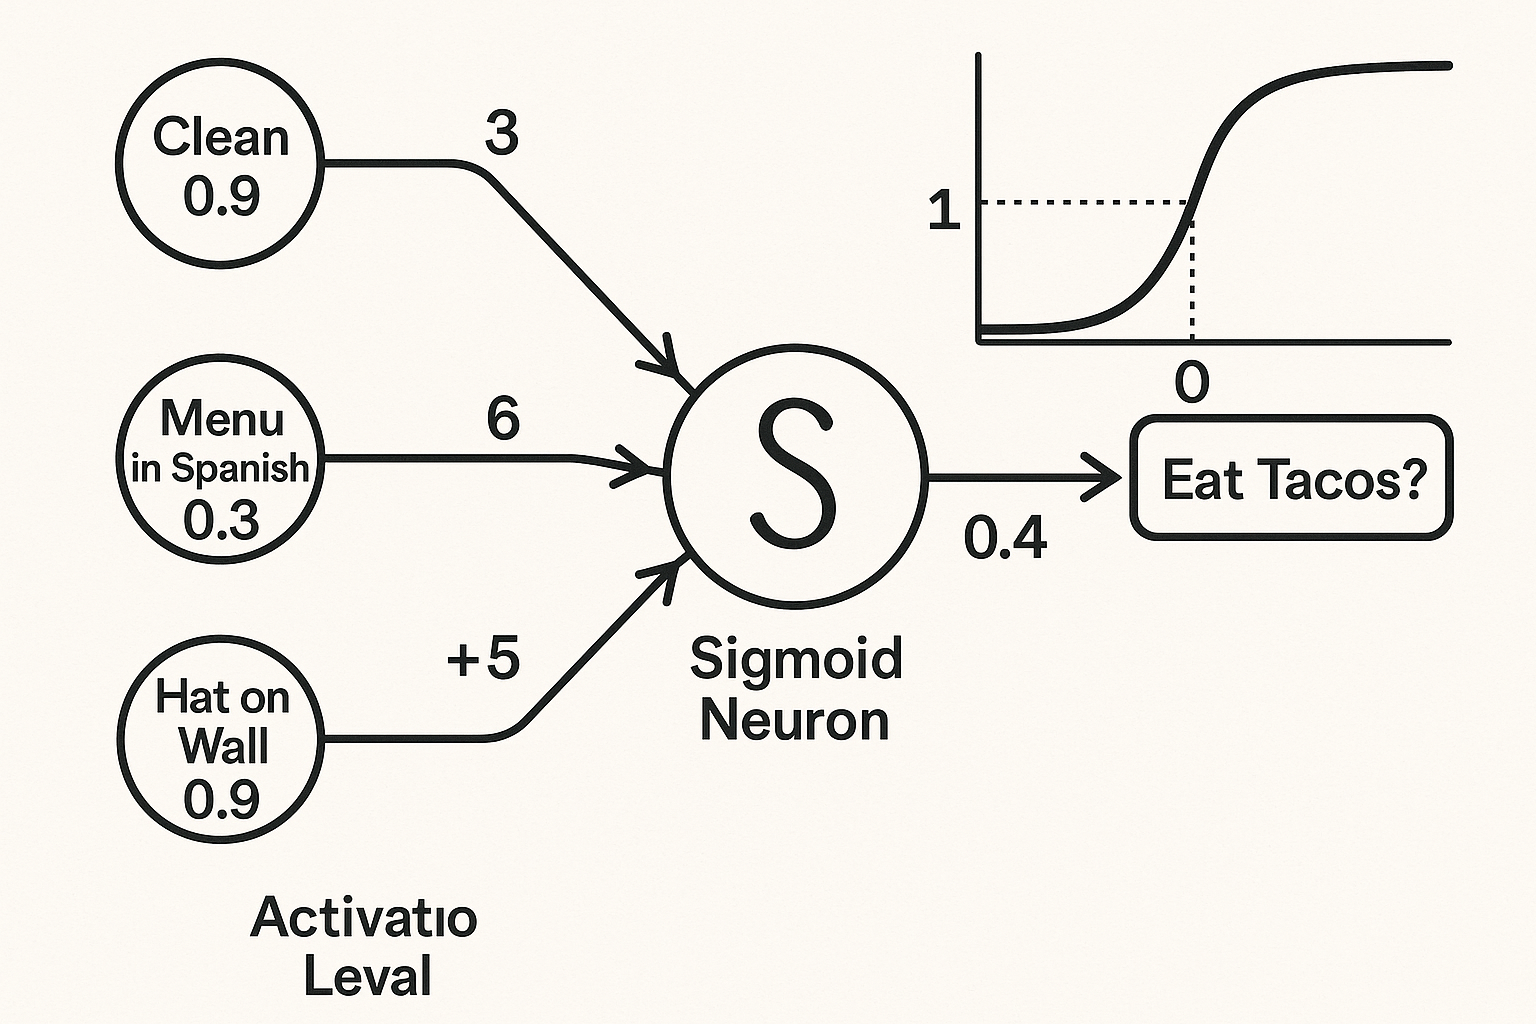 Clean
0.9
3
Menu
in Spanish
0.3
6
Hat on
Wall
0.9
+5
S
Sigmoid
Neuron
0.4
Eat Tacos?
1
0
Activatıo
Leval